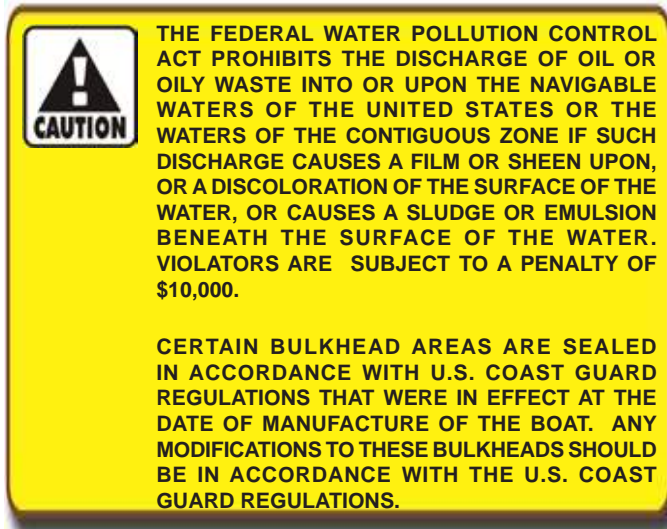 CAUTION
THE FEDERAL WATER POLLUTION CONTROL
ACT PROHIBITS THE DISCHARGE OF OIL OR
OILY WASTE INTO OR UPON THE NAVIGABLE
WATERS OF THE UNITED STATES OR THE
WATERS OF THE CONTIGUOUS ZONE IF SUCH
DISCHARGE CAUSES A FILM OR SHEEN UPON,
OR A DISCOLORATION OF THE SURFACE OF THE
WATER, OR CAUSES A SLUDGE OR EMULSION
BENEATH THE SURFACE OF THE WATER.
VIOLATORS ARE SUBJECT TO A PENALTY OF
$10,000.
CERTAIN BULKHEAD AREAS ARE SEALED
IN ACCORDANCE WITH U.S. COAST GUARD
REGULATIONS THAT WERE IN EFFECT AT THE
DATE OF MANUFACTURE OF THE BOAT. ANY
MODIFICATIONS TO THESE BULKHEADS SHOULD
BE IN ACCORDANCE WITH THE U.S. COAST
GUARD REGULATIONS.